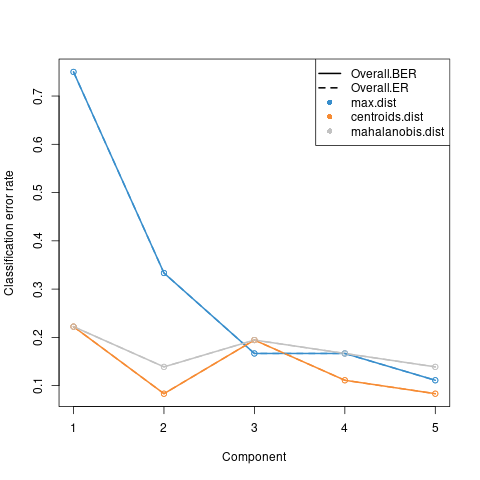 Overall.BER
Overall.ER
max.dist
centroids.dist
mahalanobis.dist
Classification error rate
0.7
0.6
0.5
0.4
0.3
0.2
0.1
1 2 3 4 5
Component